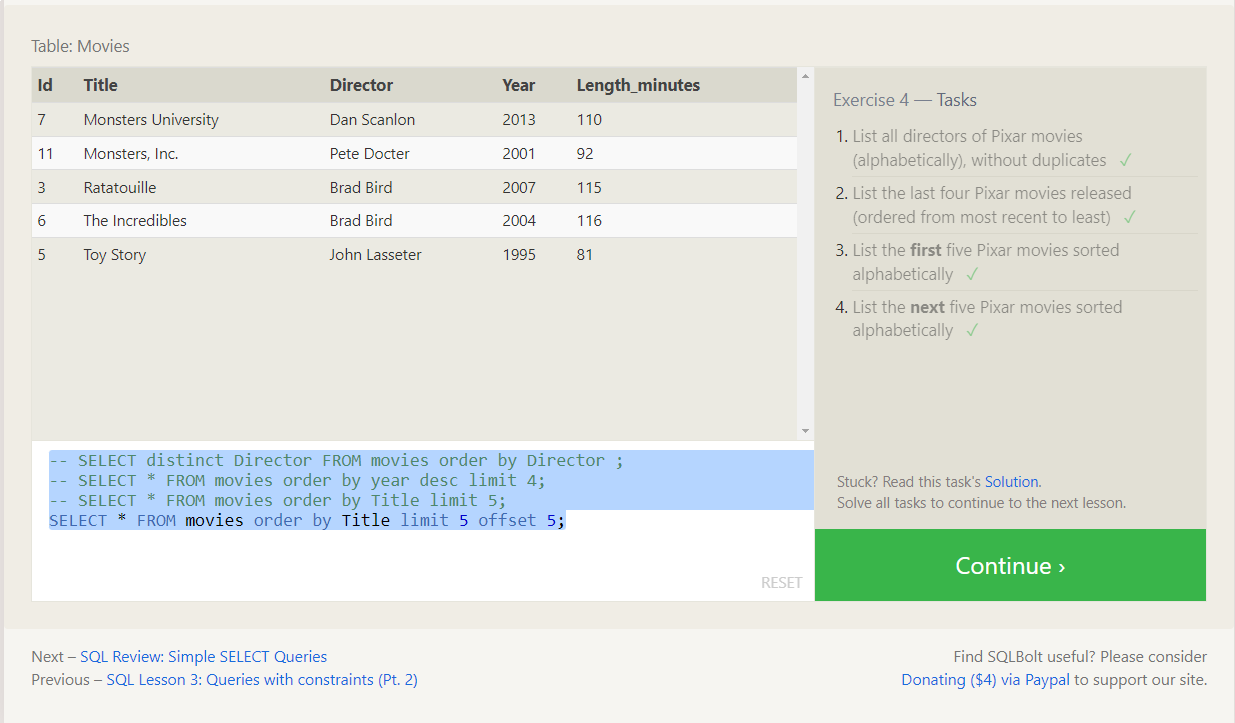 Table: Movies
Id Title Director Year Length_minutes
7 Monsters University Dan Scanlon 2013 110
11 Monsters, Inc. Pete Docter 2001 92
3 Ratatouille Brad Bird 2007 115
6 The Incredibles Brad Bird 2004 116
5 Toy Story John Lasseter 1995 81
-- SELECT distinct Director FROM movies order by Director ;
-- SELECT * FROM movies order by year desc limit 4;
-- SELECT * FROM movies order by Title limit 5;
SELECT * FROM movies order by Title limit 5 offset 5;
RESET
Exercise 4 — Tasks
1. List all directors of Pixar movies
(alphabetically), without duplicates ✓
2. List the last four Pixar movies released
(ordered from most recent to least) ✓
3. List the first five Pixar movies sorted
alphabetically ✓
4. List the next five Pixar movies sorted
alphabetically ✓
Stuck? Read this task's Solution.
Solve all tasks to continue to the next lesson.
Continue ›
Next – SQL Review: Simple SELECT Queries
Previous – SQL Lesson 3: Queries with constraints (Pt. 2)
Find SQLBolt useful? Please consider
Donating ($4) via Paypal to support our site.